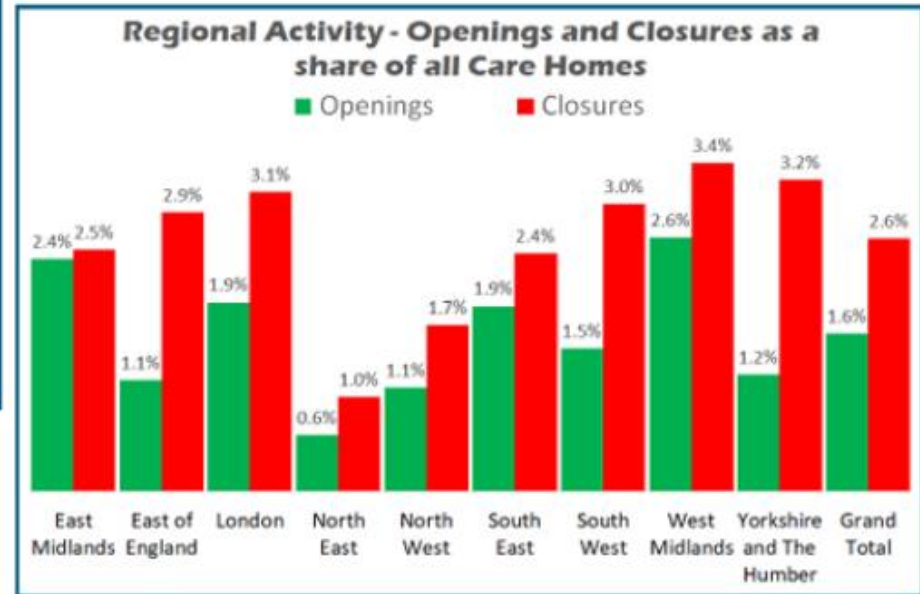 Regional Activity - Openings and Closures as a
share of all Care Homes
Openings Closures
2.4% 2.5%
1.1% 2.9%
1.9% 3.1%
0.6% 1.0%
1.1% 1.7%
1.9% 2.4%
1.5% 3.0%
2.6% 3.4%
1.2% 3.2%
1.6% 2.6%
East
Midlands
East of
England
London
North
East
North
West
South
East
South
West
West
Midlands
Yorkshire
and The
Humber
Grand
Total